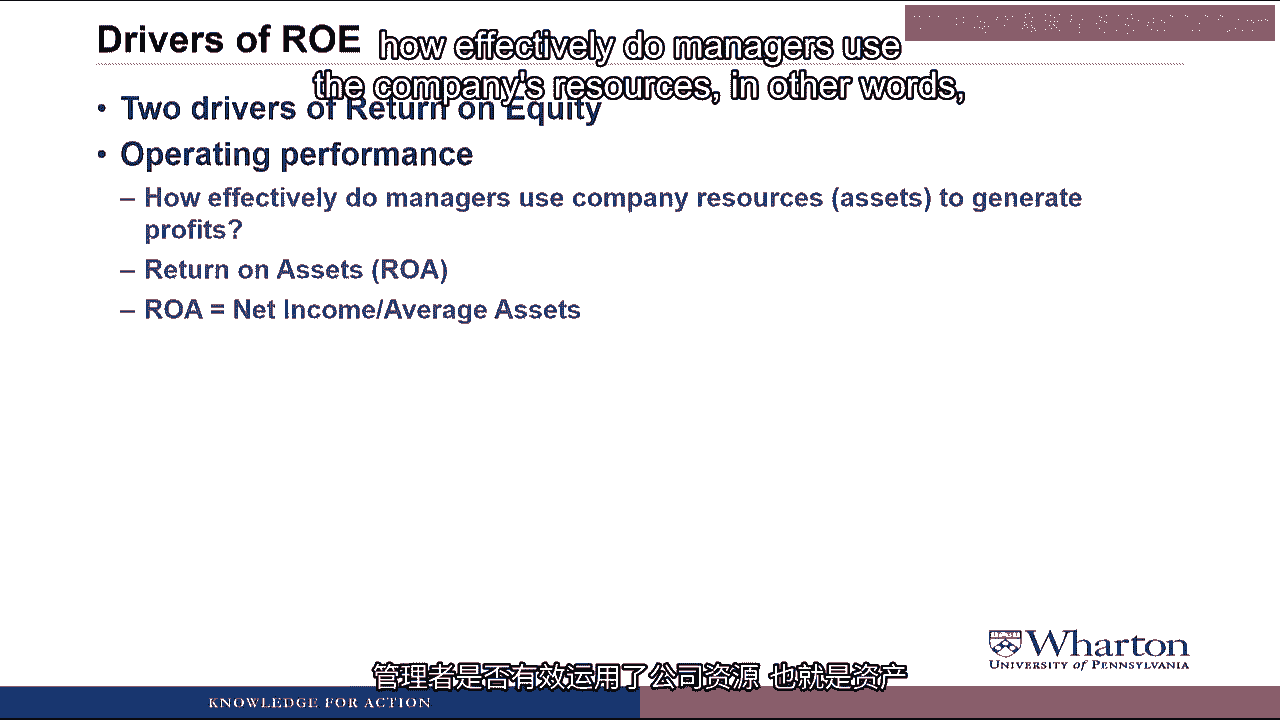 Drivers of ROE
how effectively do managers use
the company's resources, in other words,
• Two drivers of Return on Equity
• Operating performance
– How effectively do managers use company resources (assets) to generate
profits?
– Return on Assets (ROA)
– ROA = Net Income/Average Assets
Wharton
UNIVERSITY of PENNSYLVANIA
管理者是否有效运用了公司资源 也就是资产
KNOWLEDGE FOR ACTION